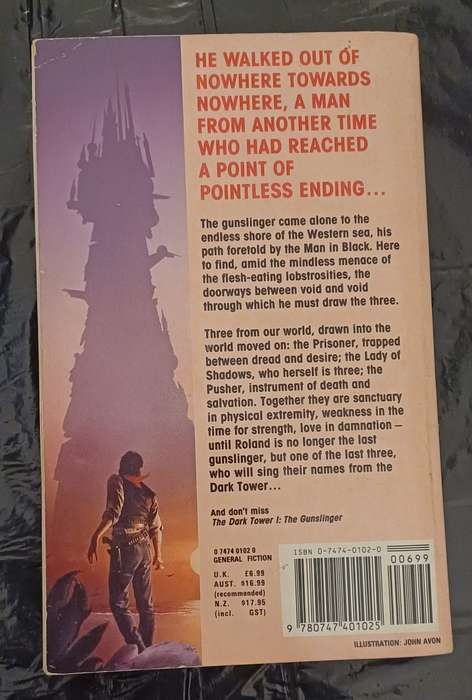 HE WALKED OUT OF
NOWHERE TOWARDS
NOWHERE, A MAN
FROM ANOTHER TIME
WHO HAD REACHED
A POINT OF
POINTLESS ENDING...
The gunslinger came alone to the
endless shore of the Western sea, his
path foretold by the Man in Black. Here
to find, amid the mindless menace of
the flesh-eating lobstrosities, the
doorways between void and void
through which he must draw the three.
Three from our world, drawn into the
world moved on: the Prisoner, trapped
between dread and desire; the Lady of
Shadows, who herself is three; the
Pusher, instrument of death and
salvation. Together they are sanctuary
in physical extremity, weakness in the
time for strength, love in damnation –
until Roland is no longer the last
gunslinger, but one of the last three,
who will sing their names from the
Dark Tower...
And don't miss
The Dark Tower I: The Gunslinger
0 7474 0102 0
GENERAL FICTION
U.K. £6.99
AUST. $16.99
(recommended)
N.Z. $17.95
(incl. GST)
ISBN 0-7474-0102-0
00699
9 780747 401025
ILLUSTRATION: JOHN AVON